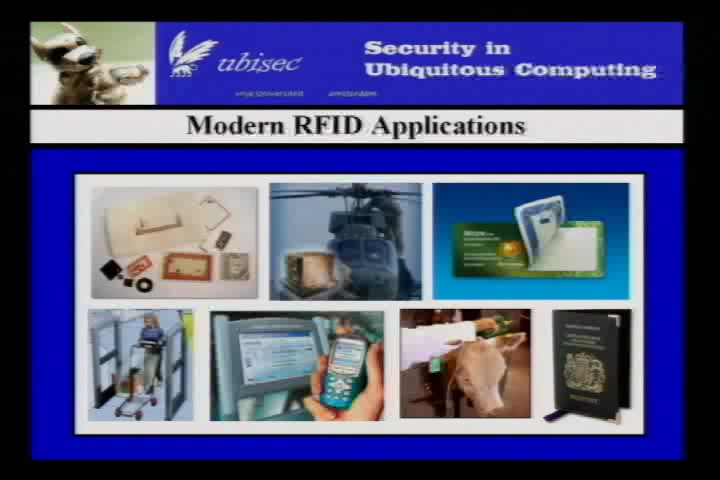 ubisec
Security in
Ubiquitous Computing
vrije Universiteit amsterdam
Modern RFID Applications